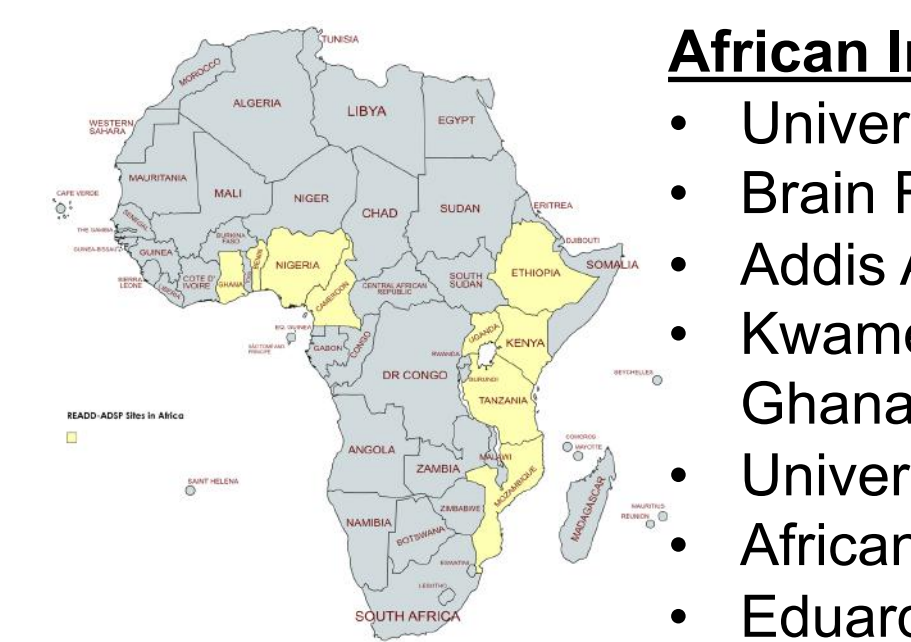 TUNISIA
MOROCCO
ALGERIA
LIBYA
EGYPT
WESTERN
SAHARA
MAURITANIA
MALI
NIGER
CHAD
SUDAN
ERITREA
CAPE VERDE
SENEGAL
THE GAMBIA
GUINEA-BISSAU
GUINEA
BURKINA
FASO
BENIN
NIGERIA
DJIBOUTI
SOMALIA
ETHIOPIA
SIERRA
LEONE
LIBERIA
COTE D'
IVOIRE
GHANA
CAMEROON
CENTRAL AFRICAN
REPUBLIC
SOUTH
SUDAN
EQ. GUINEA
SÃO TOMÉ AND
PRINCIPE
GABON
CONGO
UGANDA
KENYA
RWANDA
DR CONGO
BURUNDI
TANZANIA
SEYCHELLES
READD-ADSP Sites in Africa
ANGOLA
ZAMBIA
MALAWI
COMOROS
MAYOTTE
MOZAMBIQUE
SAINT HELENA
ZIMBABWE
NAMIBIA
BOTSWANA
MADAGASCAR
MAURITIUS
REUNION
ESWATINI
LESOTHO
SOUTH AFRICA
African I
• Univer
• Brain
• Addis
• Kwame
Ghana
• Univer
• African
• Eduard